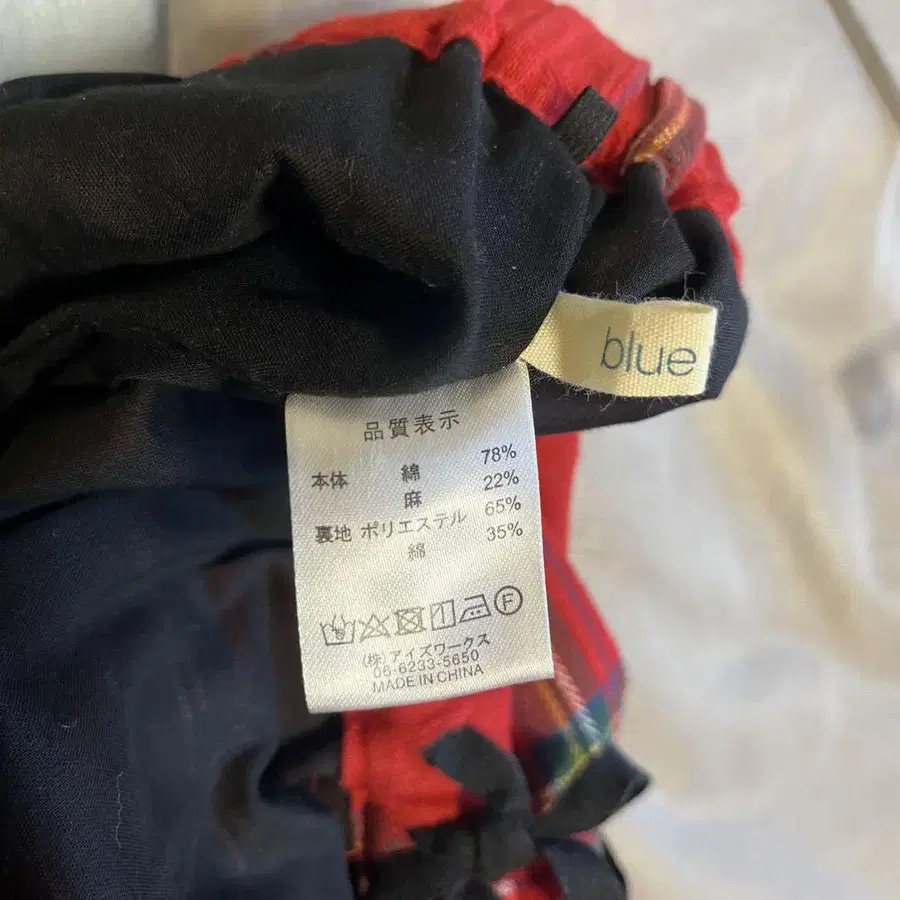 blue
品質表示
本体 綿 78%
麻 22%
裏地 ポリエステル 65%
綿 35%
F
(株)アイズワークス
06-6233-5650
MADE IN CHINA